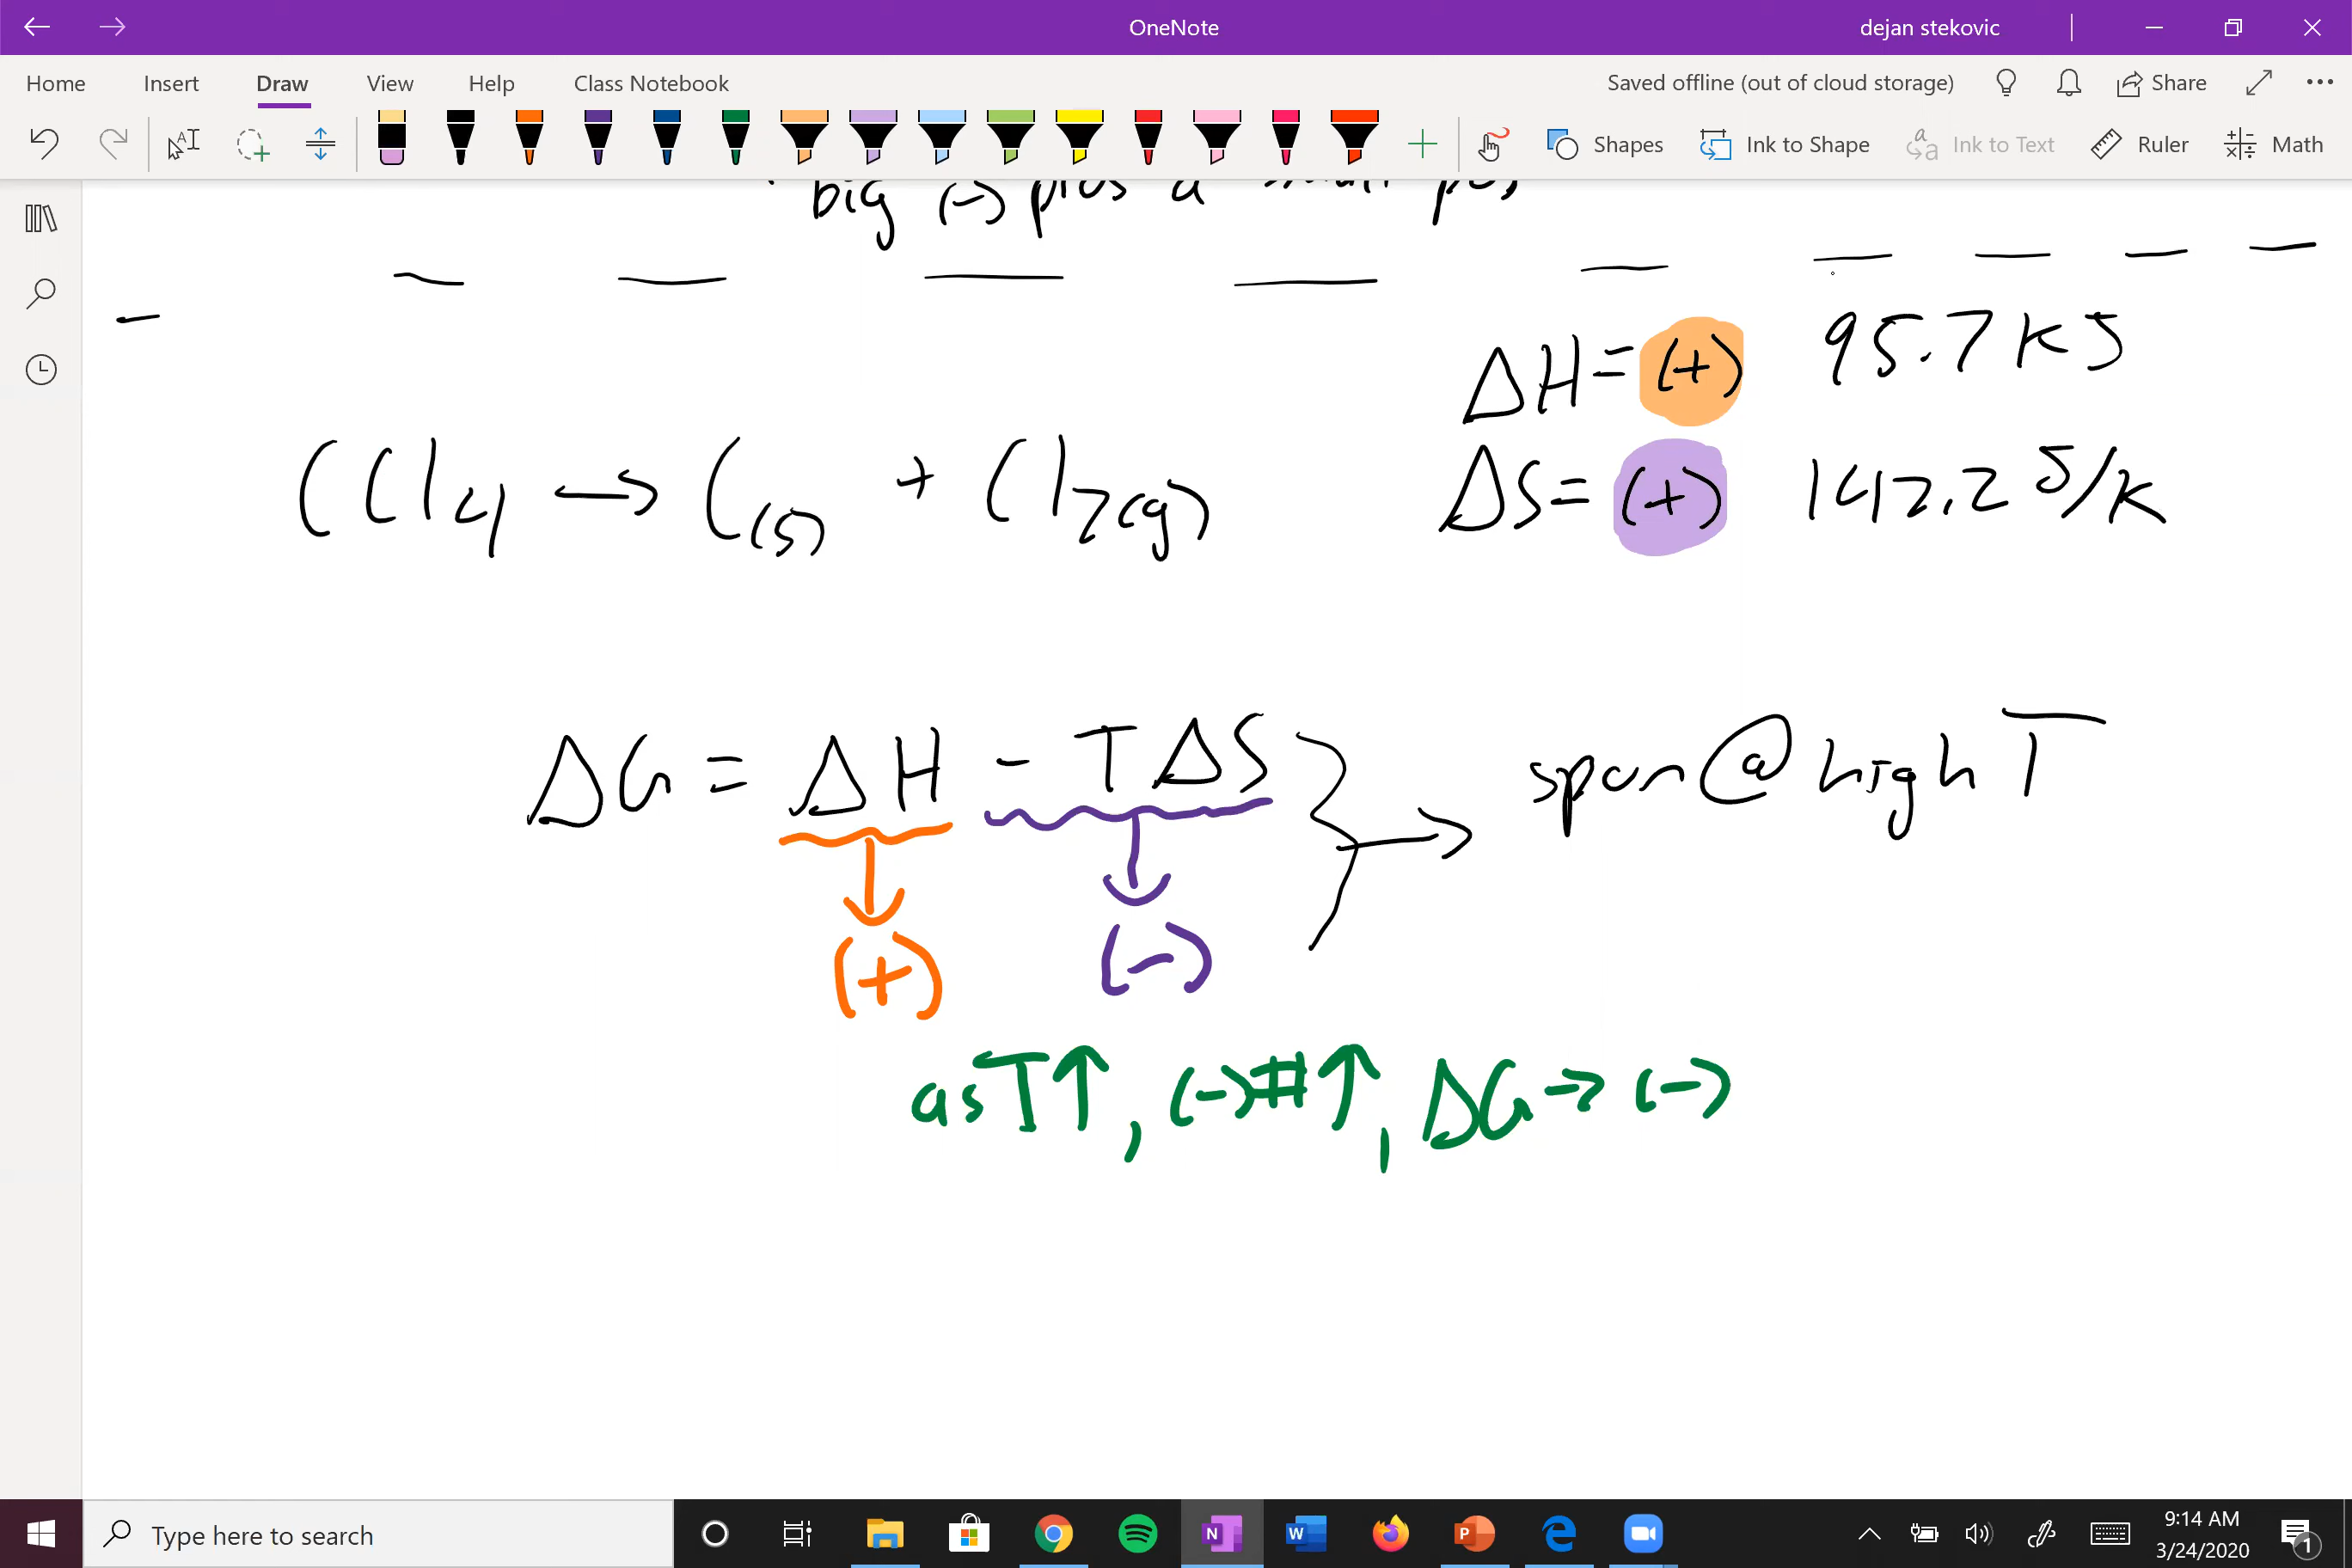 OneNote
dejan stekovic
Home Insert Draw View Help Class Notebook
Saved offline (out of cloud storage) Share
Shapes Ink to Shape Ink to Text Ruler Math
big (-) plus a small pos
ΔH = (+) 95.7 kJ
CCl4 → C(s) + Cl2(g)
ΔS = (+) 142.2 J/K
ΔG = ΔH - TΔS
spon @ high T
(+) (-)
as T↑, (-)#↑, ΔG → (-)
Type here to search
9:14 AM
3/24/2020
1